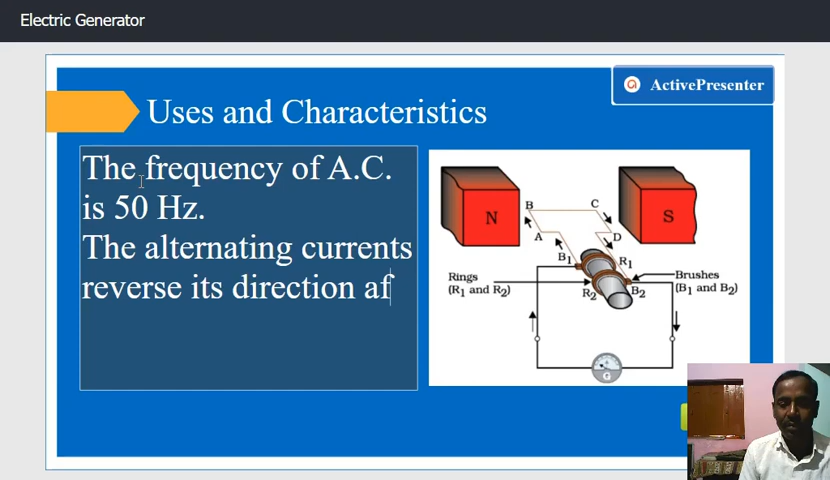 Electric Generator
ActivePresenter
Uses and Characteristics
The frequency of A.C.
is 50 Hz.
The alternating currents
reverse its direction af
N
S
B
C
A
D
B1
R1
Rings
(R1 and R2)
R2
B2
Brushes
(B1 and B2)
G